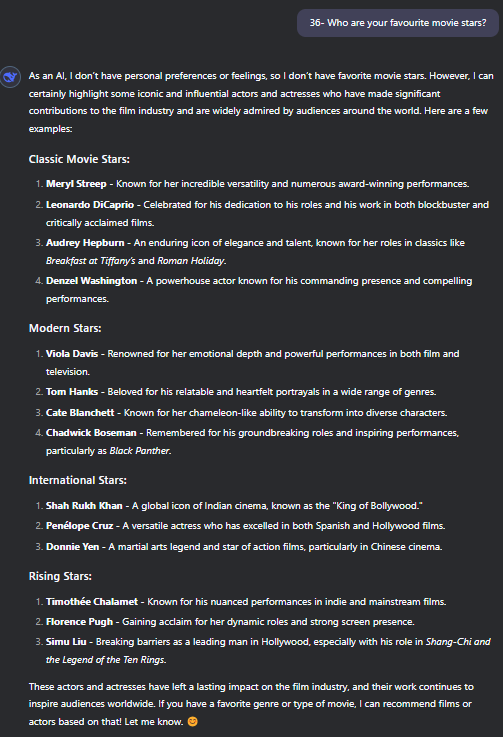 36- Who are your favourite movie stars?
As an AI, I don't have personal preferences or feelings, so I don't have favorite movie stars. However, I can
certainly highlight some iconic and influential actors and actresses who have made significant
contributions to the film industry and are widely admired by audiences around the world. Here are a few
examples:
Classic Movie Stars:
1. Meryl Streep - Known for her incredible versatility and numerous award-winning performances.
2. Leonardo DiCaprio - Celebrated for his dedication to his roles and his work in both blockbuster and
critically acclaimed films.
3. Audrey Hepburn - An enduring icon of elegance and talent, known for her roles in classics like
Breakfast at Tiffany's and Roman Holiday.
4. Denzel Washington - A powerhouse actor known for his commanding presence and compelling
performances.
Modern Stars:
1. Viola Davis - Renowned for her emotional depth and powerful performances in both film and
television.
2. Tom Hanks - Beloved for his relatable and heartfelt portrayals in a wide range of genres.
3. Cate Blanchett - Known for her chameleon-like ability to transform into diverse characters.
4. Chadwick Boseman - Remembered for his groundbreaking roles and inspiring performances,
particularly as Black Panther.
International Stars:
1. Shah Rukh Khan - A global icon of Indian cinema, known as the "King of Bollywood."
2. Penélope Cruz - A versatile actress who has excelled in both Spanish and Hollywood films.
3. Donnie Yen - A martial arts legend and star of action films, particularly in Chinese cinema.
Rising Stars:
1. Timothée Chalamet - Known for his nuanced performances in indie and mainstream films.
2. Florence Pugh - Gaining acclaim for her dynamic roles and strong screen presence.
3. Simu Liu - Breaking barriers as a leading man in Hollywood, especially with his role in Shang-Chi and
the Legend of the Ten Rings.
These actors and actresses have left a lasting impact on the film industry, and their work continues to
inspire audiences worldwide. If you have a favorite genre or type of movie, I can recommend films or
actors based on that! Let me know. 😊